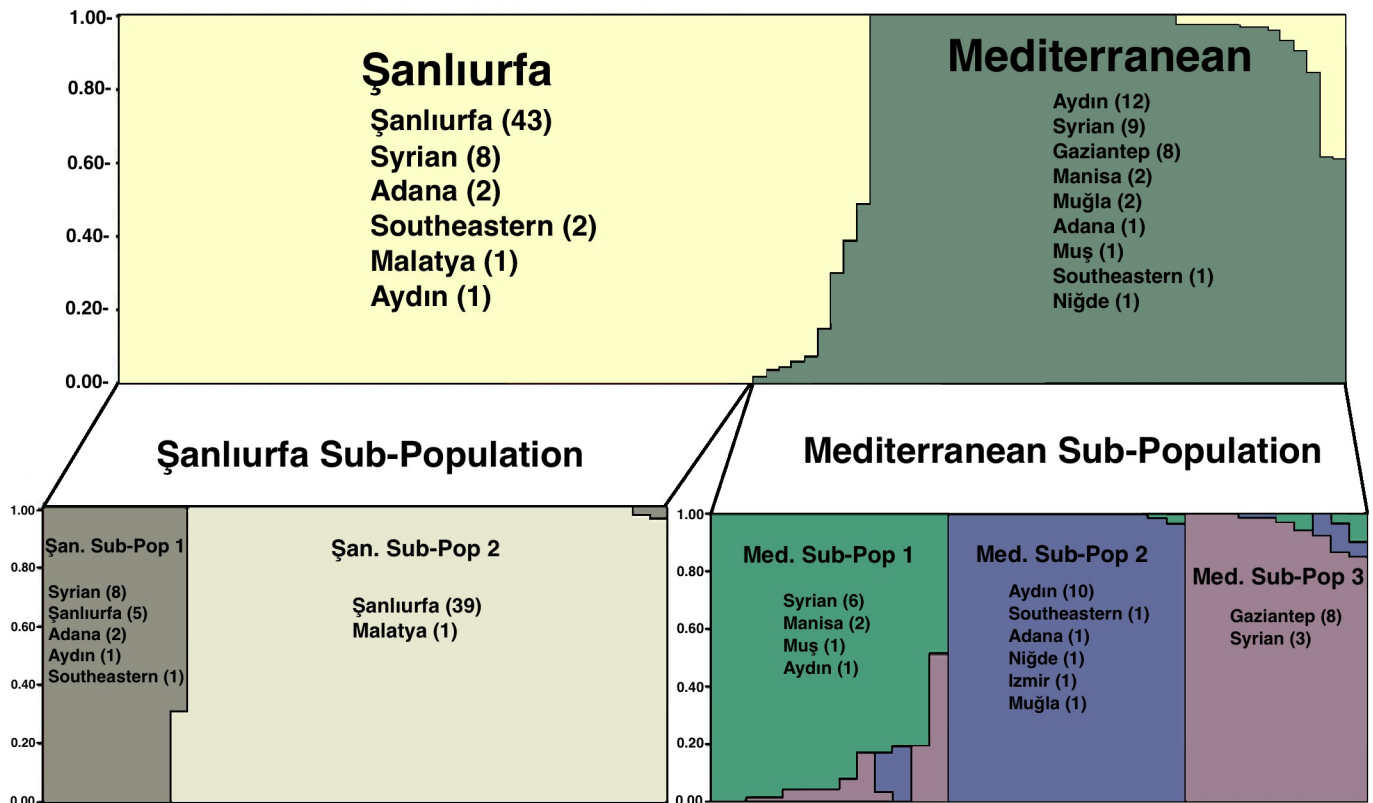 1.00-
0.80-
0.60-
0.40-
0.20-
0.00-
Şanlıurfa
Şanlıurfa (43)
Syrian (8)
Adana (2)
Southeastern (2)
Malatya (1)
Aydın (1)
Mediterranean
Aydın (12)
Syrian (9)
Gaziantep (8)
Manisa (2)
Muğla (2)
Adana (1)
Muş (1)
Southeastern (1)
Niğde (1)
Şanlıurfa Sub-Population
1.00
0.80
0.60
0.40
0.20
0.00
Şan. Sub-Pop 1
Syrian (8)
Şanlıurfa (5)
Adana (2)
Aydın (1)
Southeastern (1)
Şan. Sub-Pop 2
Şanlıurfa (39)
Malatya (1)
Mediterranean Sub-Population
1.00
0.80
0.60
0.40
0.20
0.00
Med. Sub-Pop 1
Syrian (6)
Manisa (2)
Muş (1)
Aydın (1)
Med. Sub-Pop 2
Aydın (10)
Southeastern (1)
Adana (1)
Niğde (1)
Izmir (1)
Muğla (1)
Med. Sub-Pop 3
Gaziantep (8)
Syrian (3)